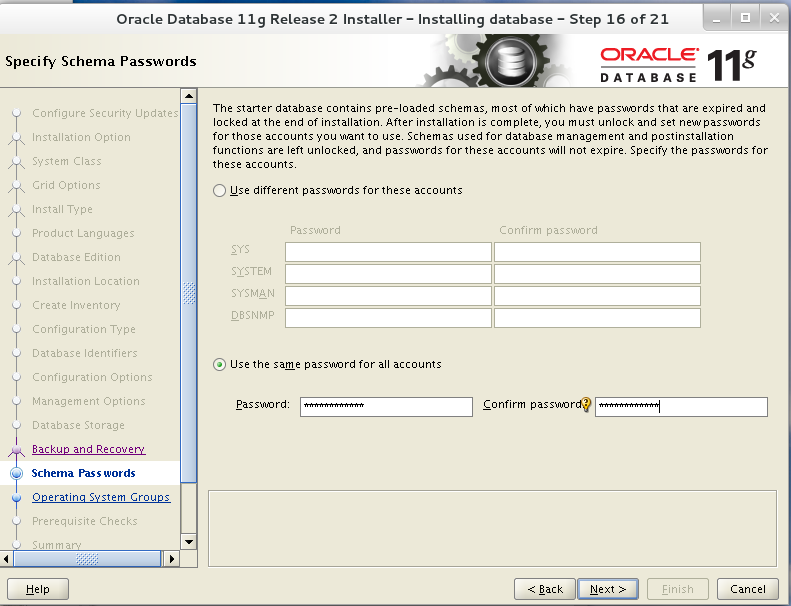 Oracle Database 11g Release 2 Installer - Installing database - Step 16 of 21
Specify Schema Passwords
ORACLE
DATABASE 11g
Configure Security Updates
Installation Option
System Class
Grid Options
Install Type
Product Languages
Database Edition
Installation Location
Create Inventory
Configuration Type
Database Identifiers
Configuration Options
Management Options
Database Storage
Backup and Recovery
Schema Passwords
Operating System Groups
Prerequisite Checks
Summary
The starter database contains pre-loaded schemas, most of which have passwords that are expired and
locked at the end of installation. After installation is complete, you must unlock and set new passwords
for those accounts you want to use. Schemas used for database management and postinstallation
functions are left unlocked, and passwords for these accounts will not expire. Specify the passwords for
these accounts.
Use different passwords for these accounts
Password Confirm password
SYS
SYSTEM
SYSMAN
DBSNMP
Use the same password for all accounts
Password: ************ Confirm password ************
Help < Back Next > Finish Cancel